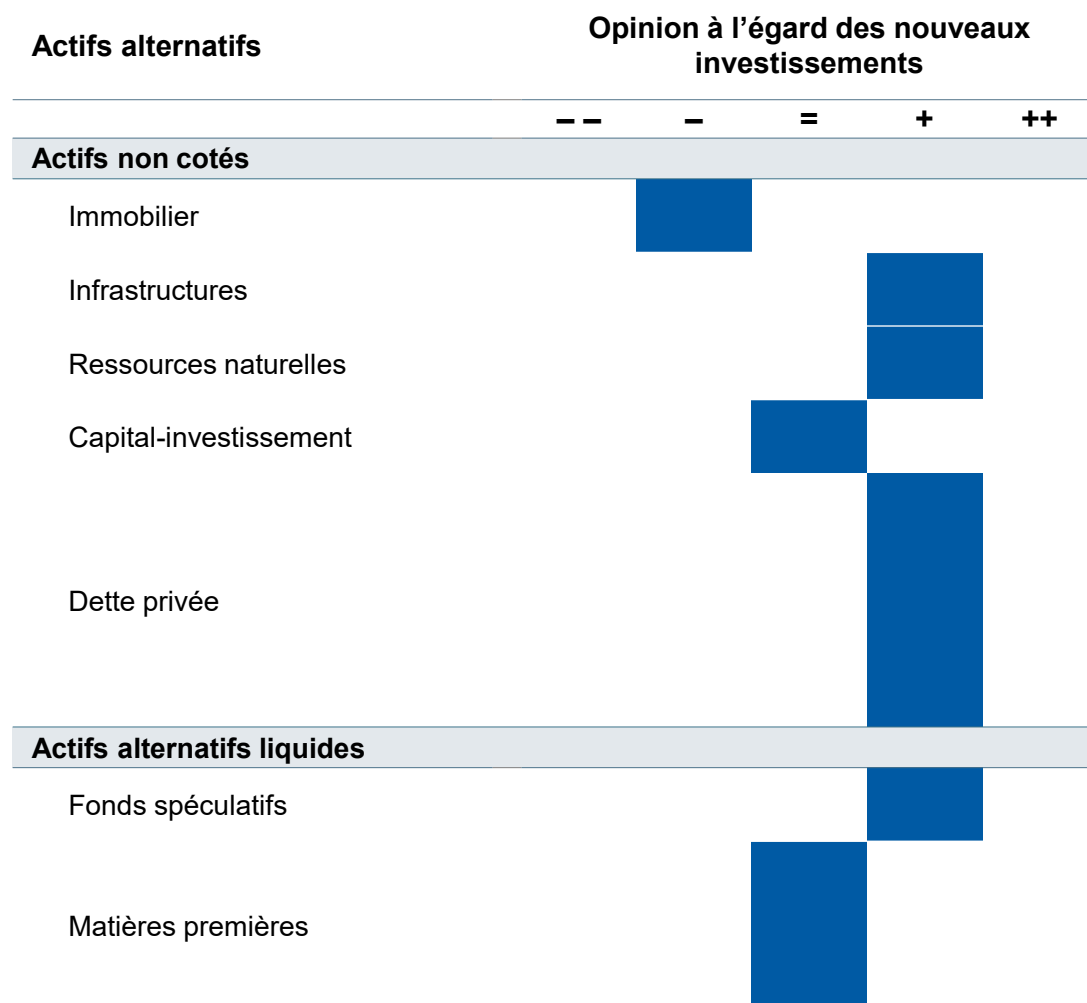 Actifs alternatifs
Opinion à l’égard des nouveaux
investissements
– – – = + ++
Actifs non cotés
Immobilier
Infrastructures
Ressources naturelles
Capital-investissement
Dette privée
Actifs alternatifs liquides
Fonds spéculatifs
Matières premières